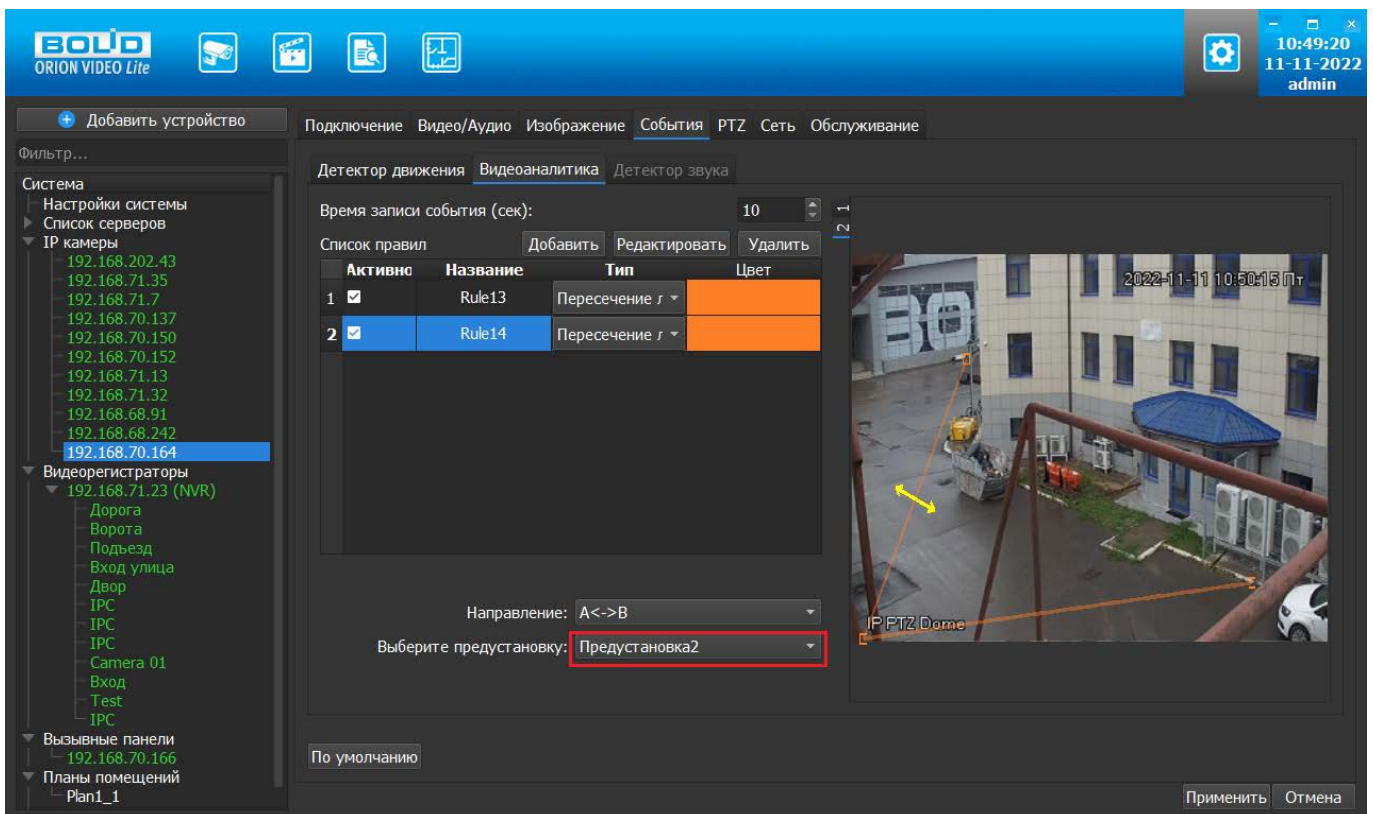 BOLID
ORION VIDEO Lite
10:49:20
11-11-2022
admin
Добавить устройство
Фильтр...
Система
Настройки системы
Список серверов
IP камеры
192.168.202.43
192.168.71.35
192.168.71.7
192.168.70.137
192.168.70.150
192.168.70.152
192.168.71.13
192.168.71.32
192.168.68.91
192.168.68.242
192.168.70.164
Видеорегистраторы
192.168.71.23 (NVR)
Дорога
Ворота
Подъезд
Вход улица
Двор
IPC
IPC
IPC
Camera 01
Вход
Test
IPC
Вызывные панели
192.168.70.166
Планы помещений
Plan1_1
Подключение Видео/Аудио Изображение События PTZ Сеть Обслуживание
Детектор движения Видеоаналитика Детектор звука
Время записи события (сек): 10
Список правил Добавить Редактировать Удалить
Активно Название Тип Цвет
1 Rule13 Пересечение л
2 Rule14 Пересечение л
Направление: A<->B
Выберите предустановку: Предустановка2
По умолчанию
1
2
2022-11-11 10:50:15 Пт
IP PTZ Dome
Применить Отмена